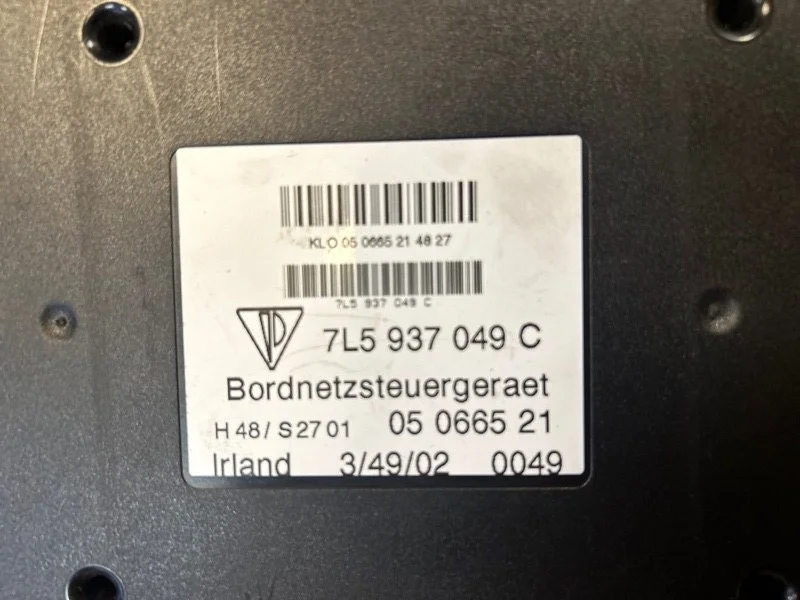 KLO 05 0665 21 48 27
7L5 937 049 C
7L5 937 049 C
Bordnetzsteuergeraet
H 48 / S 27 01 05 0665 21
Irland 3/49/02 0049